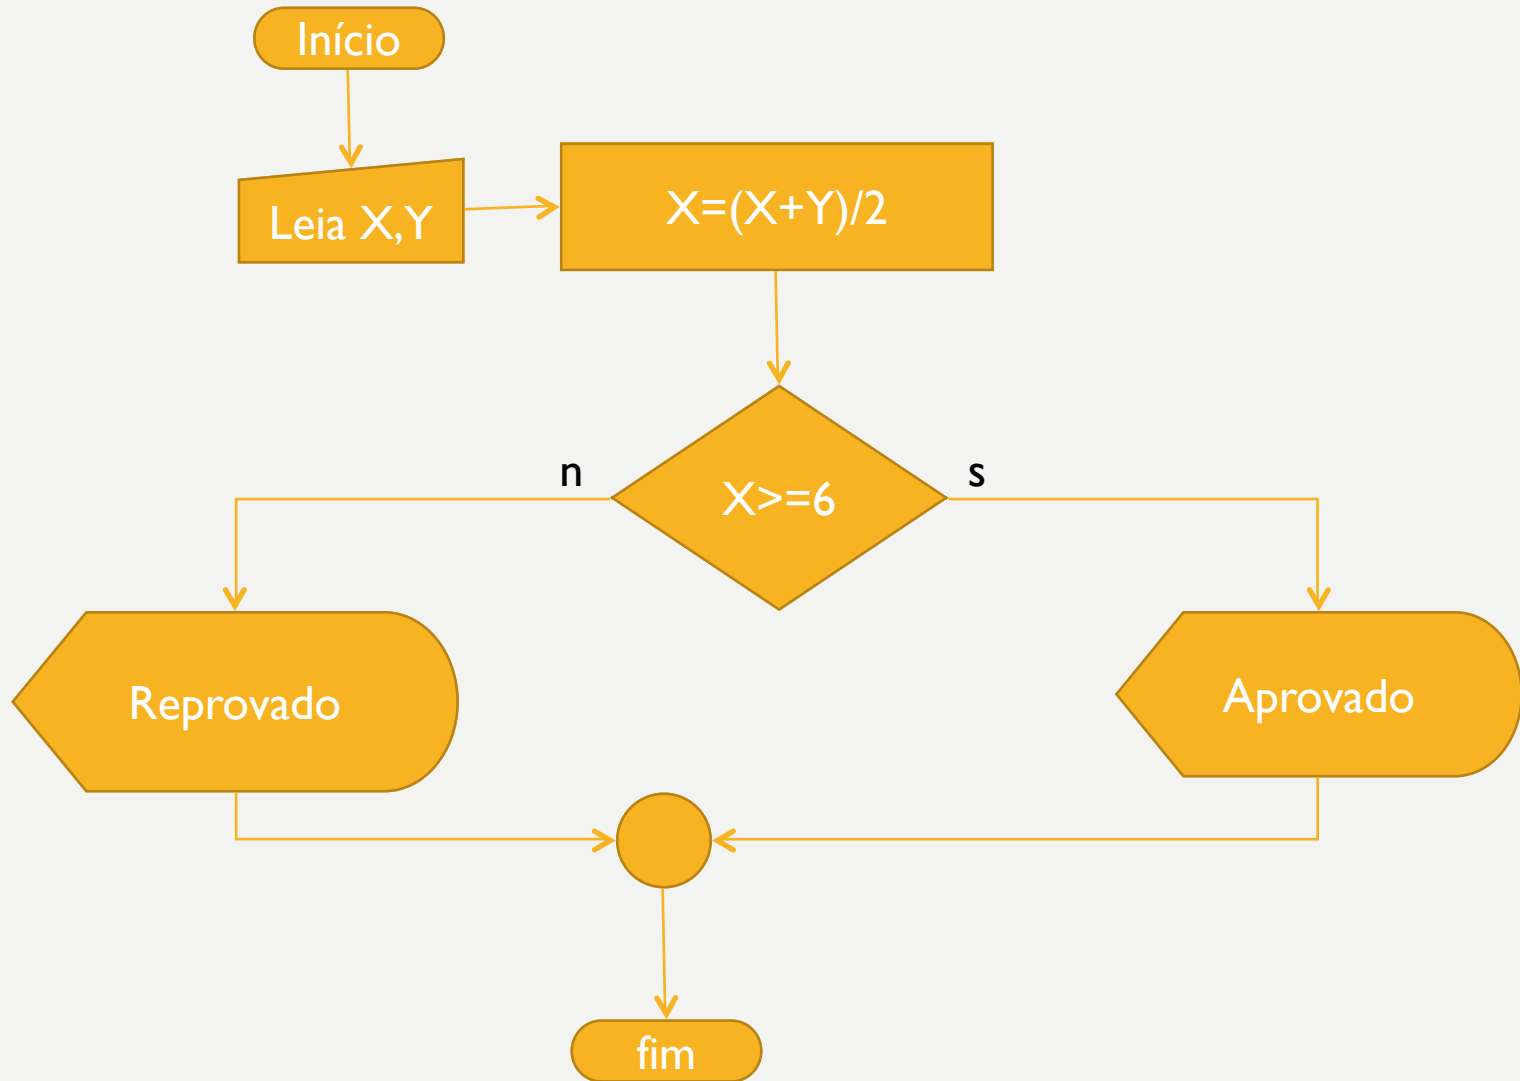 Início
Leia X,Y
X=(X+Y)/2
X>=6
n
s
Reprovado
Aprovado
fim